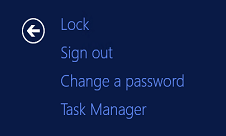 Lock
Sign out
Change a password
Task Manager